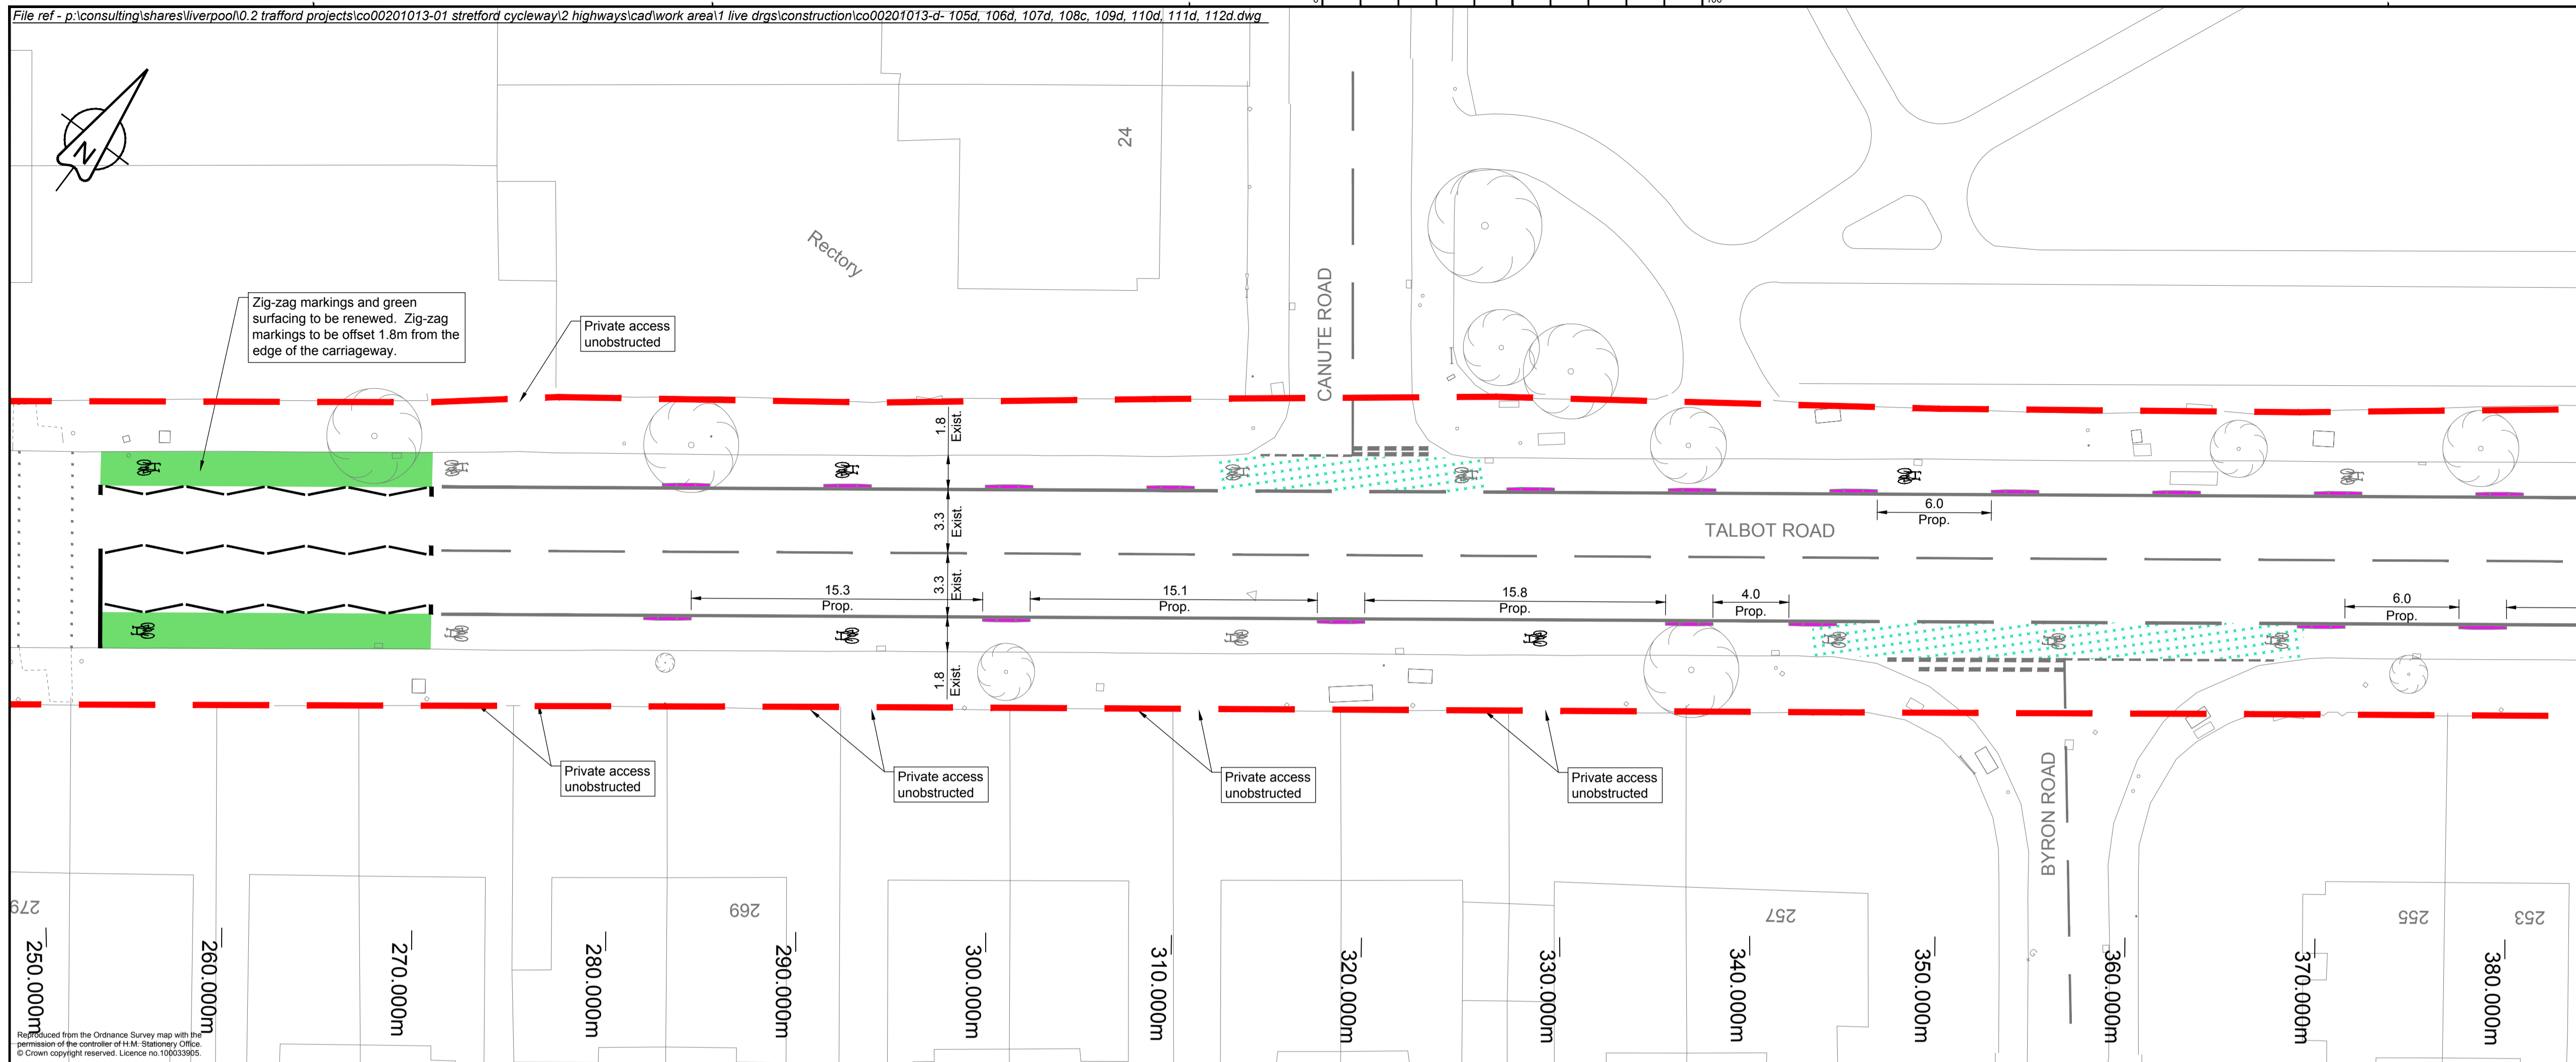 File ref - p:\consulting\shares\liverpool\0.2 trafford projects\co00201013-01 stretford cycleway\2 highways\cad\work area\1 live drgs\construction\co00201013-d- 105d, 106d, 107d, 108c, 109d, 110d, 111d, 112d.dwg
N
24
Rectory
CANUTE ROAD
Zig-zag markings and green
surfacing to be renewed. Zig-zag
markings to be offset 1.8m from the
edge of the carriageway.
Private access
unobstructed
1.8
Exist.
3.3
Exist.
6.0
Prop.
TALBOT ROAD
3.3
Exist.
15.3
Prop.
15.1
Prop.
15.8
Prop.
4.0
Prop.
6.0
Prop.
1.8
Exist.
Private access
unobstructed
Private access
unobstructed
Private access
unobstructed
Private access
unobstructed
BYRON ROAD
279
269
257
255
253
250.000m
260.000m
270.000m
280.000m
290.000m
300.000m
310.000m
320.000m
330.000m
340.000m
350.000m
360.000m
370.000m
380.000m
Reproduced from the Ordnance Survey map with the
permission of the controller of H.M. Stationery Office.
© Crown copyright reserved. Licence no.100033905.